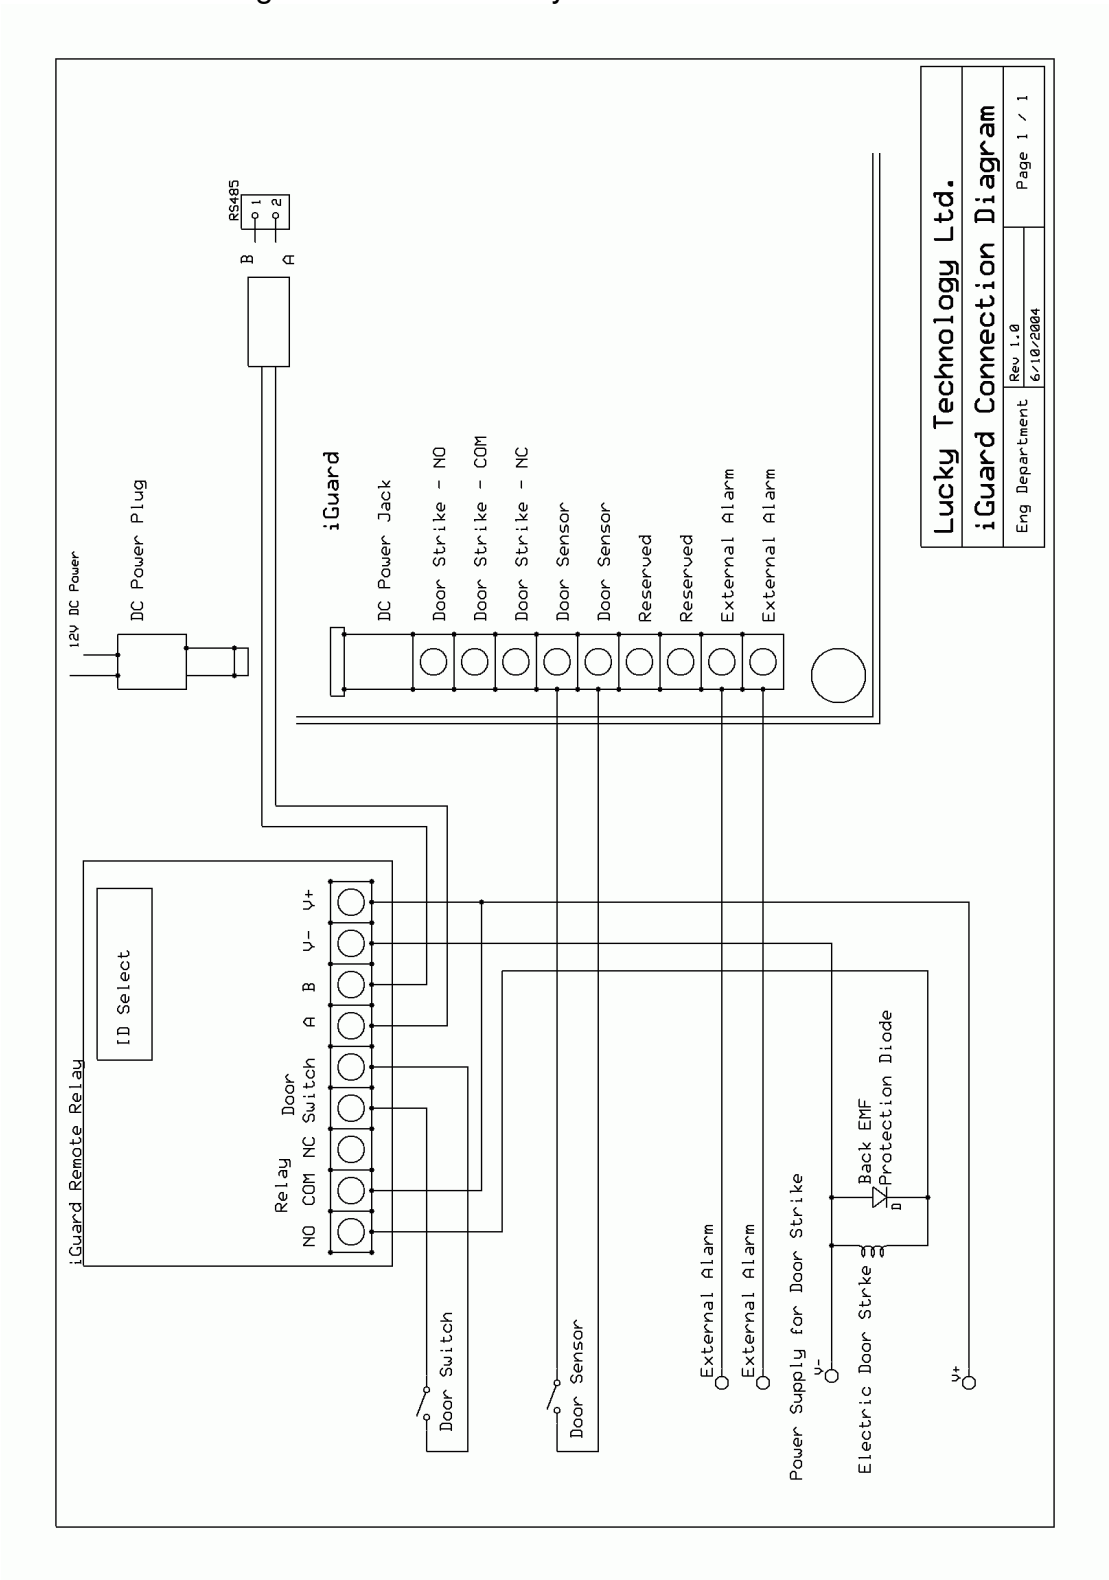 12V DC Power
DC Power Plug
RS485
1
2
B
A
iGuard
DC Power Jack
Door Strike - NO
Door Strike - COM
Door Strike - NC
Door Sensor
Door Sensor
Reserved
Reserved
External Alarm
External Alarm
iGuard Remote Relay
ID Select
Relay
Door
NO COM NC Switch A B V- V+
Door Switch
Door Sensor
External Alarm
External Alarm
Power Supply for Door Strike
V-
Electric Door Strke
Back EMF
Protection Diode
D
V+
Lucky Technology Ltd.
iGuard Connection Diagram
Eng Department
Rev 1.0
6/10/2004
Page 1 / 1